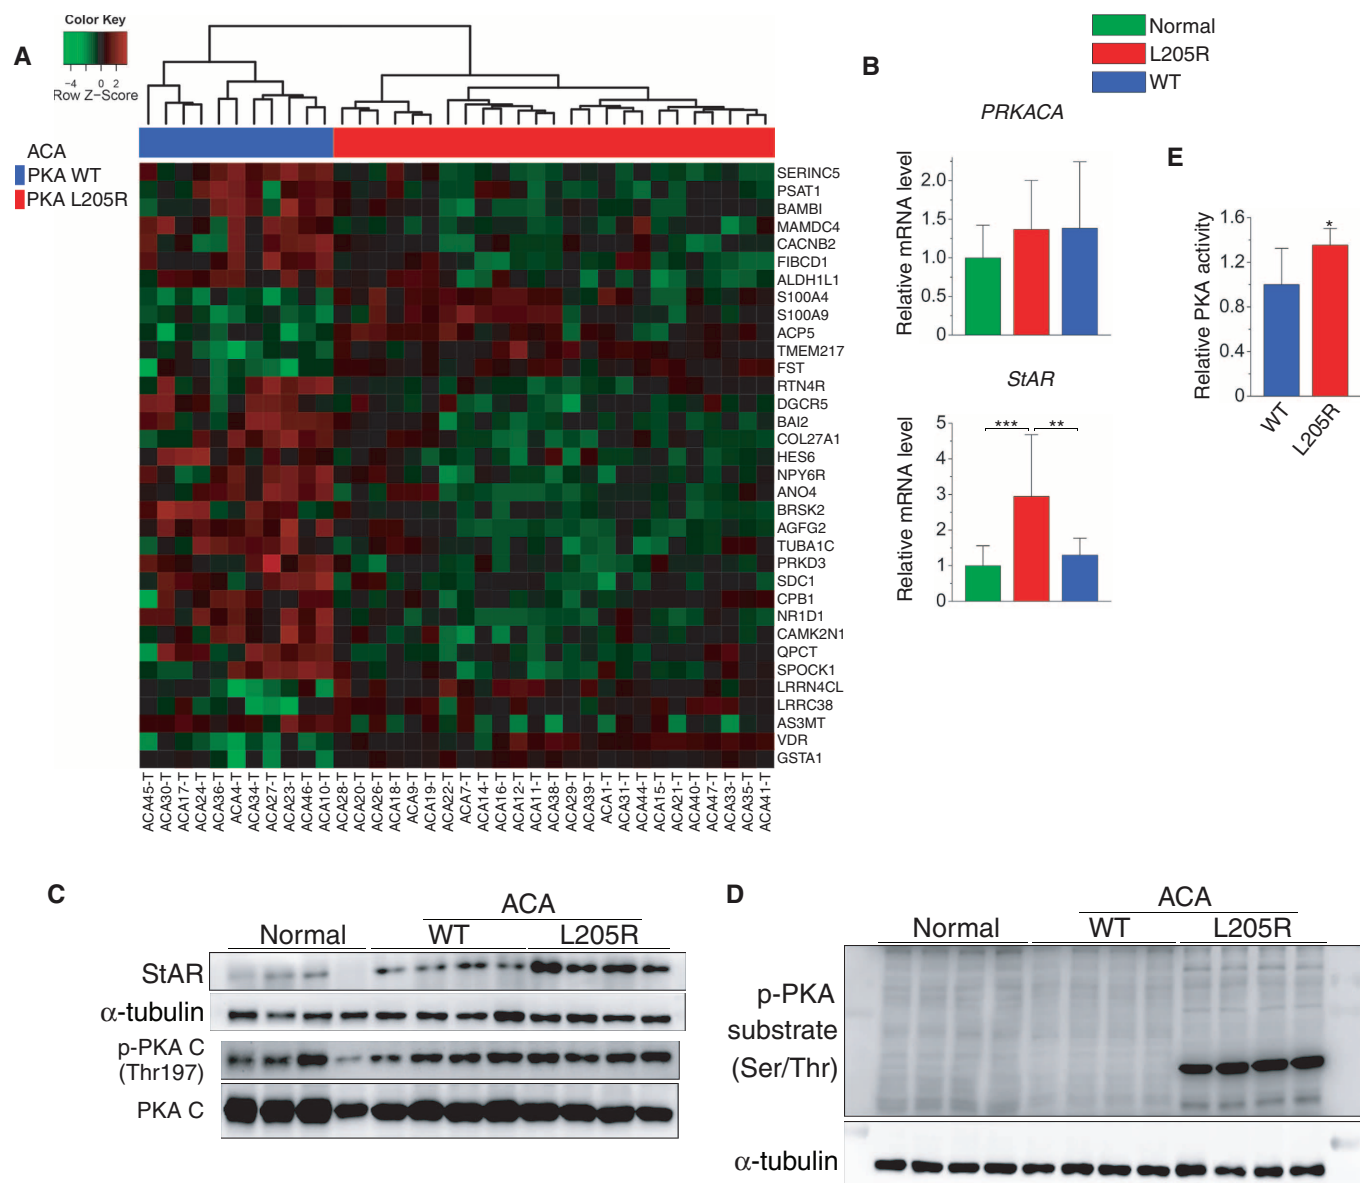 A
Color Key
−4 0 2
Row Z−Score
ACA
PKA WT
PKA L205R
SERINC5
PSAT1
BAMBI
MAMDC4
CACNB2
FIBCD1
ALDH1L1
S100A4
S100A9
ACP5
TMEM217
FST
RTN4R
DGCR5
BAI2
COL27A1
HES6
NPY6R
ANO4
BRSK2
AGFG2
TUBA1C
PRKD3
SDC1
CPB1
NR1D1
CAMK2N1
QPCT
SPOCK1
LRRN4CL
LRRC38
AS3MT
VDR
GSTA1
ACA45-T
ACA30-T
ACA17-T
ACA24-T
ACA36-T
ACA4-T
ACA34-T
ACA27-T
ACA23-T
ACA46-T
ACA10-T
ACA28-T
ACA20-T
ACA26-T
ACA18-T
ACA9-T
ACA19-T
ACA22-T
ACA7-T
ACA14-T
ACA16-T
ACA12-T
ACA11-T
ACA38-T
ACA29-T
ACA39-T
ACA1-T
ACA31-T
ACA44-T
ACA15-T
ACA21-T
ACA40-T
ACA47-T
ACA33-T
ACA35-T
ACA41-T
B
Normal
L205R
WT
PRKACA
Relative mRNA level
2.0
1.5
1.0
0.5
0
StAR
Relative mRNA level
5
4
3
2
1
0
*** **
E
Relative PKA activity
1.6
1.2
0.8
0.4
0
*
WT
L205R
C
ACA
Normal WT L205R
StAR
α-tubulin
p-PKA C
(Thr197)
PKA C
D
ACA
Normal WT L205R
p-PKA
substrate
(Ser/Thr)
α-tubulin